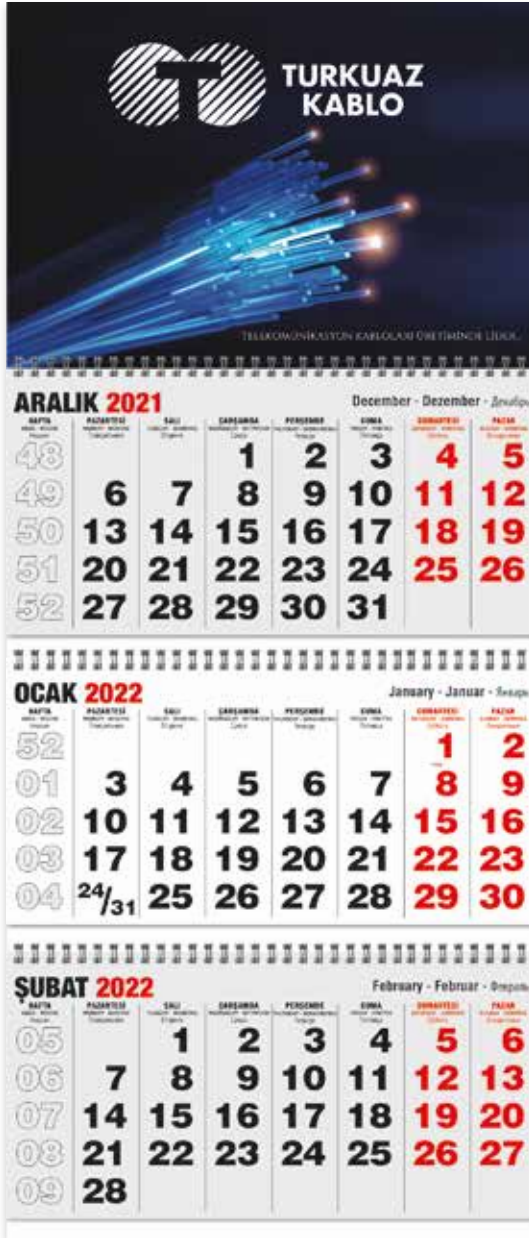 TURKUAZ
KABLO
TELEKOMÜNİKASYON KABLOLARI ÜRETİMİNDE LİDER..
ARALIK 2021 December - Dezember - Декабрь
HAFTA PAZARTESİ SALI ÇARŞAMBA PERŞEMBE CUMA CUMARTESİ PAZAR
48 1 2 3 4 5
49 6 7 8 9 10 11 12
50 13 14 15 16 17 18 19
51 20 21 22 23 24 25 26
52 27 28 29 30 31
OCAK 2022 January - Januar - Январь
HAFTA PAZARTESİ SALI ÇARŞAMBA PERŞEMBE CUMA CUMARTESİ PAZAR
52 1 2
01 3 4 5 6 7 8 9
02 10 11 12 13 14 15 16
03 17 18 19 20 21 22 23
04 24/31 25 26 27 28 29 30
ŞUBAT 2022 February - Februar - Февраль
HAFTA PAZARTESİ SALI ÇARŞAMBA PERŞEMBE CUMA CUMARTESİ PAZAR
05 1 2 3 4 5 6
06 7 8 9 10 11 12 13
07 14 15 16 17 18 19 20
08 21 22 23 24 25 26 27
09 28